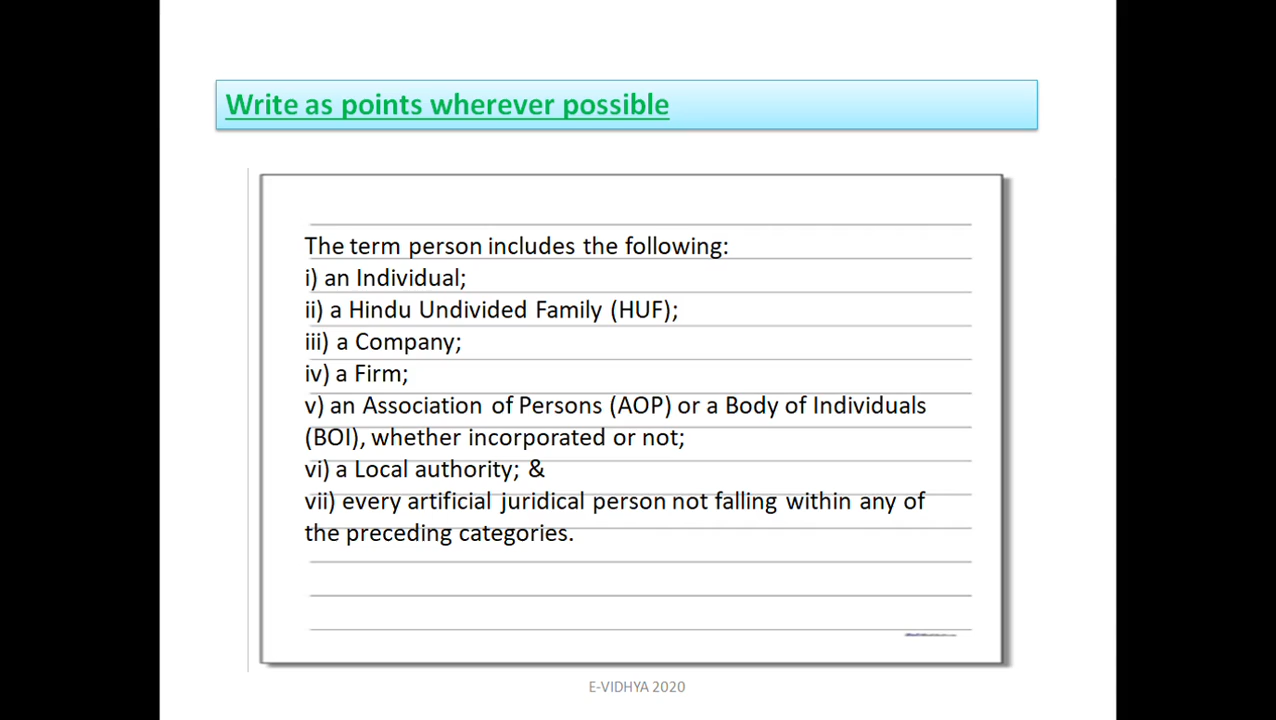 Write as points wherever possible
The term person includes the following:
i) an Individual;
ii) a Hindu Undivided Family (HUF);
iii) a Company;
iv) a Firm;
v) an Association of Persons (AOP) or a Body of Individuals
(BOI), whether incorporated or not;
vi) a Local authority; &
vii) every artificial juridical person not falling within any of
the preceding categories.
E-VIDHYA 2020